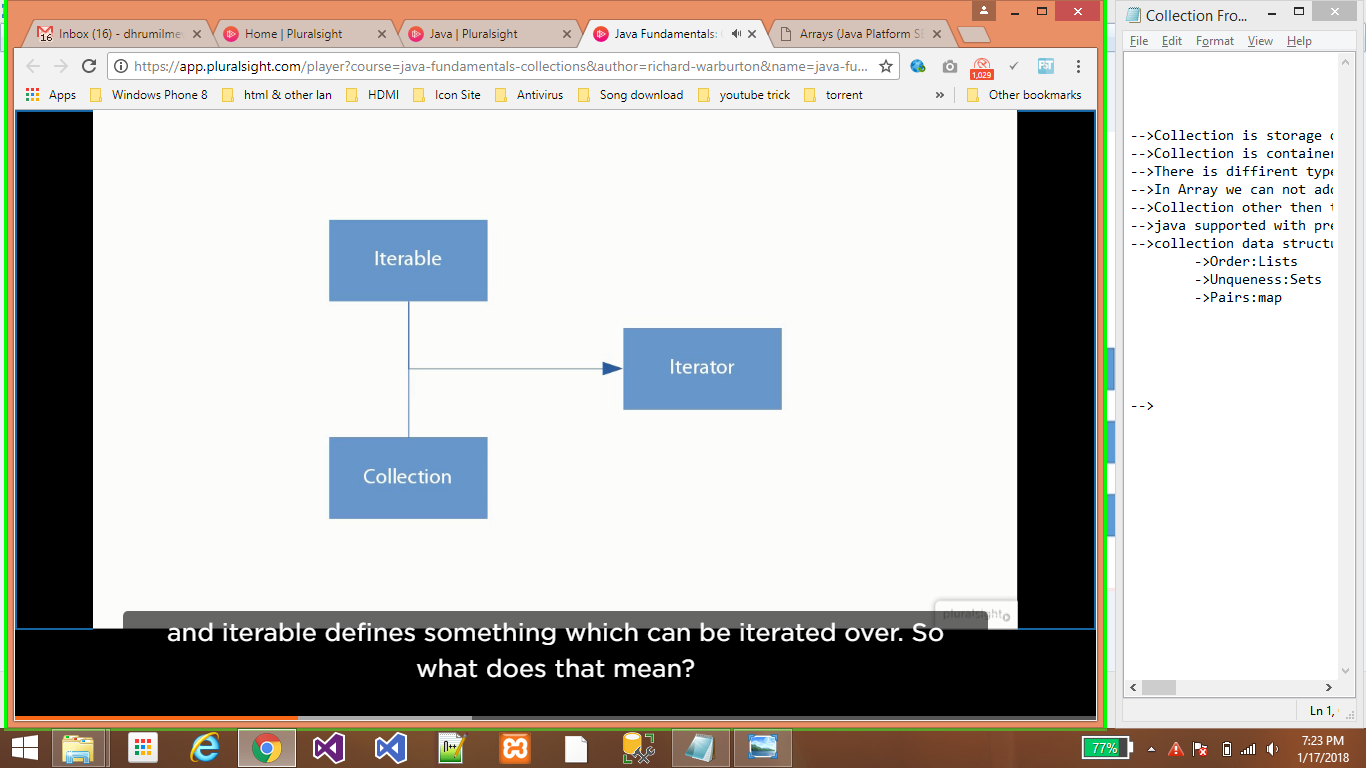 Inbox (16) - dhrumilme
Home | Pluralsight
Java | Pluralsight
Java Fundamentals:
Arrays (Java Platform S
16
https://app.pluralsight.com/player?course=java-fundamentals-collections&author=richard-warburton&name=java-fu...
1,029
Apps
Windows Phone 8
html & other lan
HDMI
Icon Site
Antivirus
Song download
youtube trick
torrent
»
Other bookmarks
Iterable
Iterator
Collection
pluralsight
and iterable defines something which can be iterated over. So
what does that mean?
Collection Fro...
File Edit Format View Help
-->Collection is storage
-->Collection is container
-->There is diffirent type
-->In Array we can not add
-->Collection other then
-->java supported with pre
-->collection data structu
->Order:Lists
->Unqueness:Sets
->Pairs:map
-->
Ln 1,
77%
7:23 PM
1/17/2018